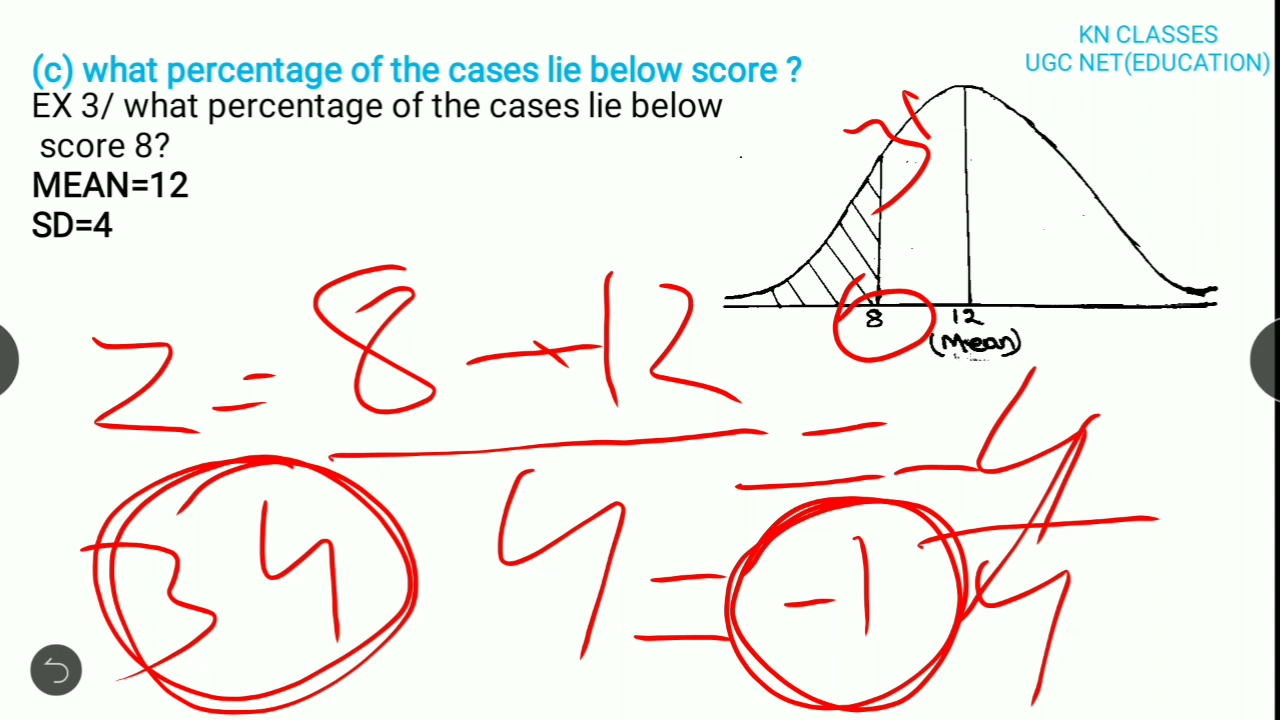 KN CLASSES
UGC NET(EDUCATION)
(c) what percentage of the cases lie below score ?
EX 3/ what percentage of the cases lie below
score 8?
MEAN=12
SD=4
8 12
(Mean)
Z = 8 - 12
4
= -4
4
= -1
34